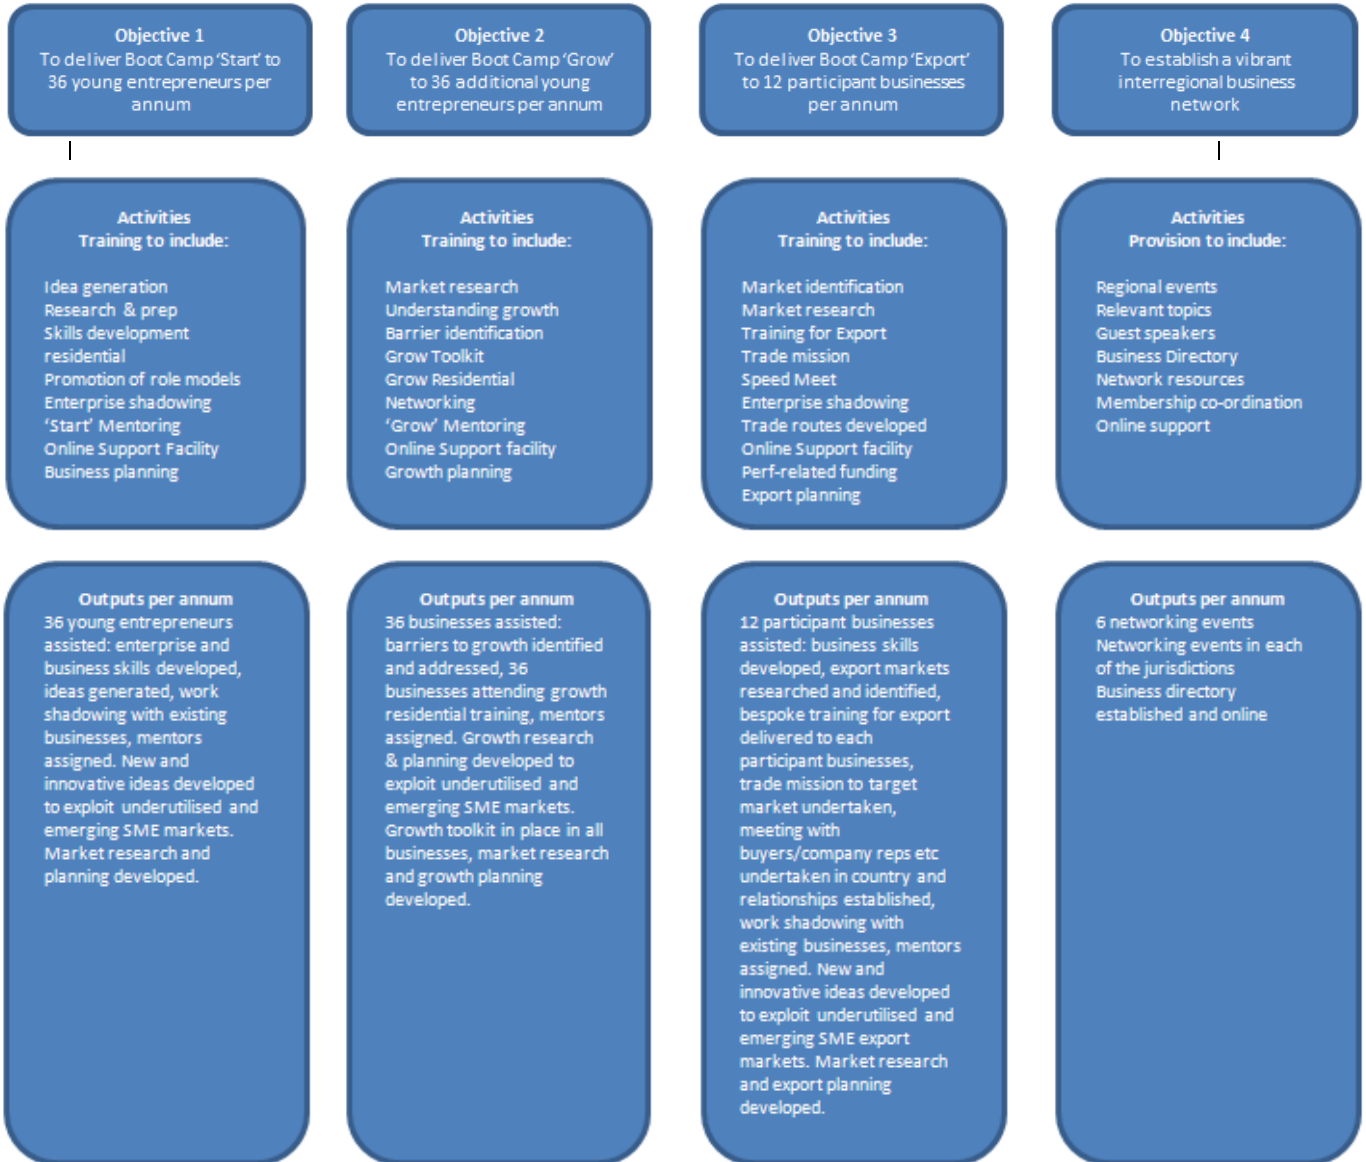 Objective 1
To deliver Boot Camp ‘Start’ to
36 young entrepreneurs per
annum
Objective 2
To deliver Boot Camp ‘Grow’
to 36 additional young
entrepreneurs per annum
Objective 3
To deliver Boot Camp ‘Export’
to 12 participant businesses
per annum
Objective 4
To establish a vibrant
interregional business
network
Activities
Training to include:
Idea generation
Research & prep
Skills development
residential
Promotion of role models
Enterprise shadowing
‘Start’ Mentoring
Online Support Facility
Business planning
Activities
Training to include:
Market research
Understanding growth
Barrier identification
Grow Toolkit
Grow Residential
Networking
‘Grow’ Mentoring
Online Support facility
Growth planning
Activities
Training to include:
Market identification
Market research
Training for Export
Trade mission
Speed Meet
Enterprise shadowing
Trade routes developed
Online Support facility
Perf-related funding
Export planning
Activities
Provision to include:
Regional events
Relevant topics
Guest speakers
Business Directory
Network resources
Membership co-ordination
Online support
Outputs per annum
36 young entrepreneurs
assisted: enterprise and
business skills developed,
ideas generated, work
shadowing with existing
businesses, mentors
assigned. New and
innovative ideas developed
to exploit underutilised and
emerging SME markets.
Market research and
planning developed.
Outputs per annum
36 businesses assisted:
barriers to growth identified
and addressed, 36
businesses attending growth
residential training, mentors
assigned. Growth research
& planning developed to
exploit underutilised and
emerging SME markets.
Growth toolkit in place in all
businesses, market research
and growth planning
developed.
Outputs per annum
12 participant businesses
assisted: business skills
developed, export markets
researched and identified,
bespoke training for export
delivered to each
participant businesses,
trade mission to target
market undertaken,
meeting with
buyers/company reps etc
undertaken in country and
relationships established,
work shadowing with
existing businesses, mentors
assigned. New and
innovative ideas developed
to exploit underutilised and
emerging SME export
markets. Market research
and export planning
developed.
Outputs per annum
6 networking events
Networking events in each
of the jurisdictions
Business directory
established and online